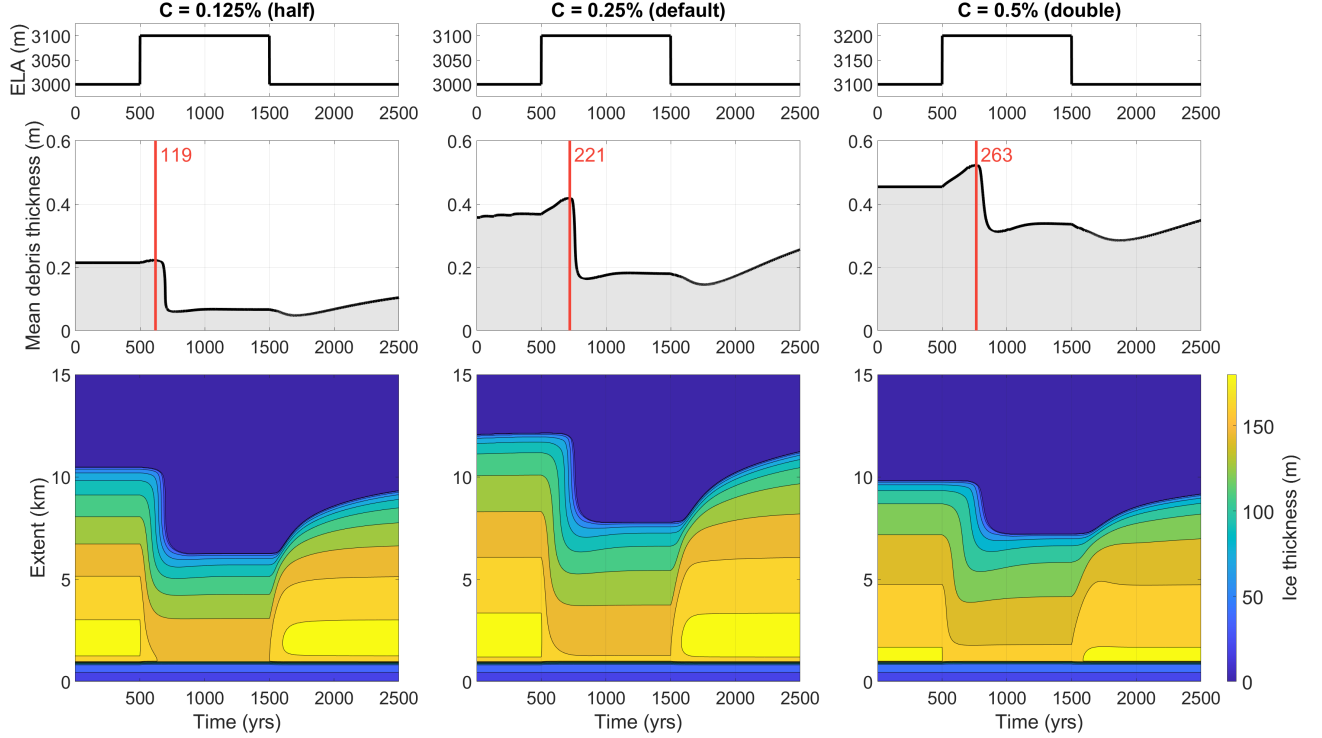 C = 0.125% (half)
C = 0.25% (default)
C = 0.5% (double)
ELA (m)
3100
3050
3000
0 500 1000 1500 2000 2500
3100
3050
3000
0 500 1000 1500 2000 2500
3200
3150
3100
0 500 1000 1500 2000 2500
Mean debris thickness (m)
0.6
0.4
0.2
0
119
0 500 1000 1500 2000 2500
0.6
0.4
0.2
0
221
0 500 1000 1500 2000 2500
0.6
0.4
0.2
0
263
0 500 1000 1500 2000 2500
Extent (km)
15
10
5
0
0 500 1000 1500 2000 2500
Time (yrs)
15
10
5
0
0 500 1000 1500 2000 2500
Time (yrs)
15
10
5
0
0 500 1000 1500 2000 2500
Time (yrs)
150
100
50
0
Ice thickness (m)